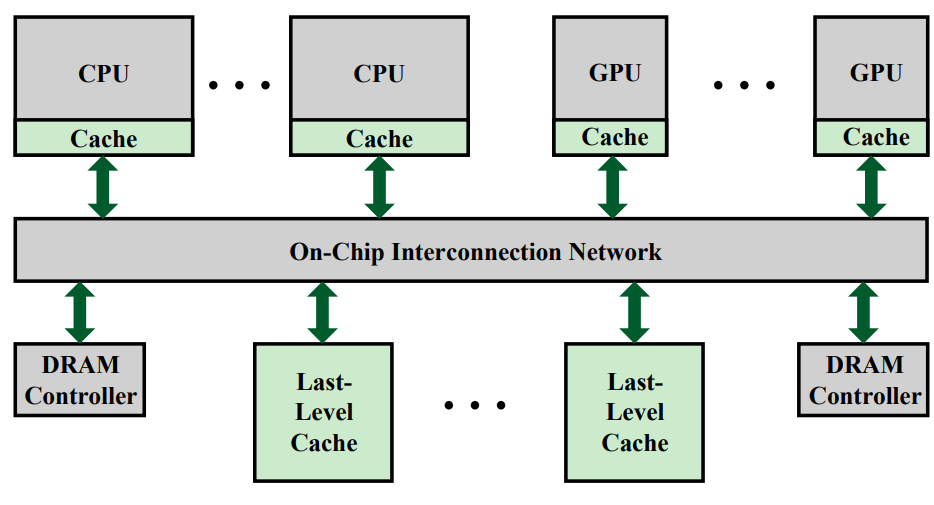 CPU
CPU
GPU
GPU
Cache
Cache
Cache
Cache
On-Chip Interconnection Network
DRAM
Controller
Last-
Level
Cache
Last-
Level
Cache
DRAM
Controller